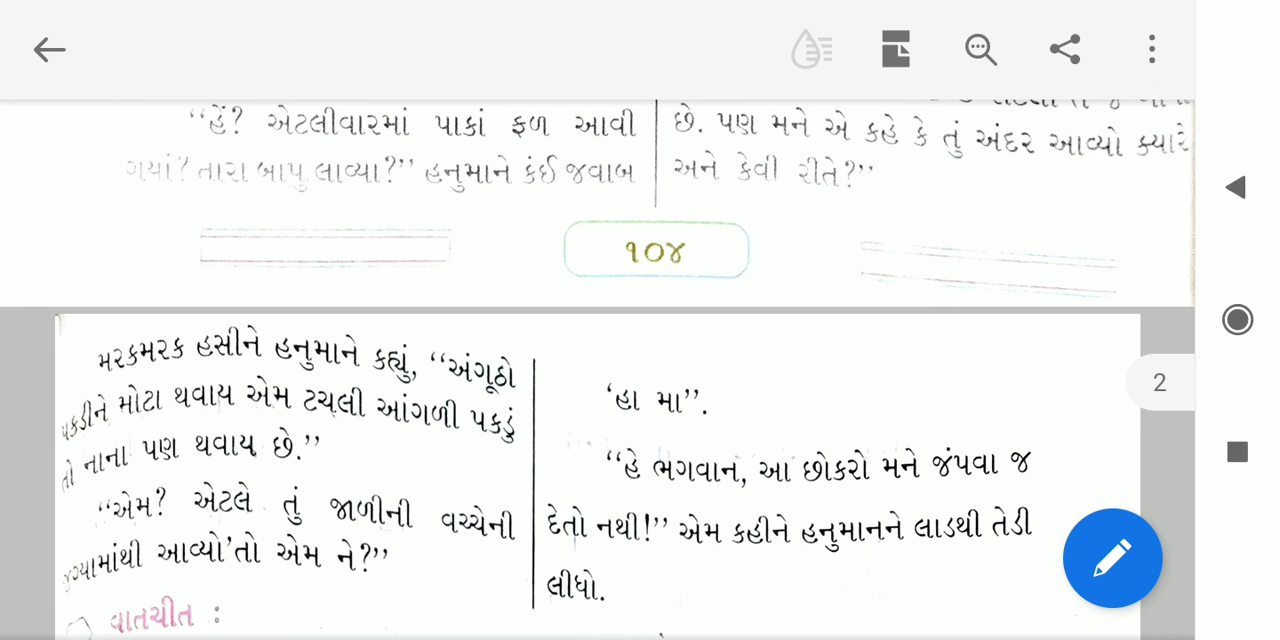 “હેં? એટલીવારમાં પાકાં ફળ આવી
ગયાં? તારા બાપુ લાવ્યા?” હનુમાને કંઈ જવાબ
છે. પણ મને એ કહે કે તું અંદર આવ્યો ક્યારે
અને કેવી રીતે?”
૧૦૪
મરકમરક હસીને હનુમાને કહ્યું, “અંગૂઠો
પકડીને મોટા થવાય એમ ટચલી આંગળી પકડું
તો નાના પણ થવાય છે.”
“એમ? એટલે તું જાળીની વચ્ચેની
જગ્યામાંથી આવ્યો’તો એમ ને?”
‘હા મા”.
“હે ભગવાન, આ છોકરો મને જંપવા જ
દેતો નથી!” એમ કહીને હનુમાનને લાડથી તેડી
લીધો.
વાતચીત :
2